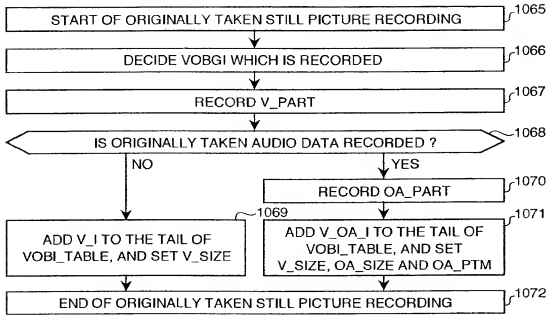 START OF ORIGINALLY TAKEN STILL PICTURE RECORDING
1065
DECIDE VOBGI WHICH IS RECORDED
1066
RECORD V_PART
1067
IS ORIGINALLY TAKEN AUDIO DATA RECORDED ?
1068
NO
YES
RECORD OA_PART
1070
1069
ADD V_I TO THE TAIL OF
VOBI_TABLE, AND SET V_SIZE
1071
ADD V_OA_I TO THE TAIL OF
VOBI_TABLE, AND SET
V_SIZE, OA_SIZE AND OA_PTM
END OF ORIGINALLY TAKEN STILL PICTURE RECORDING
1072